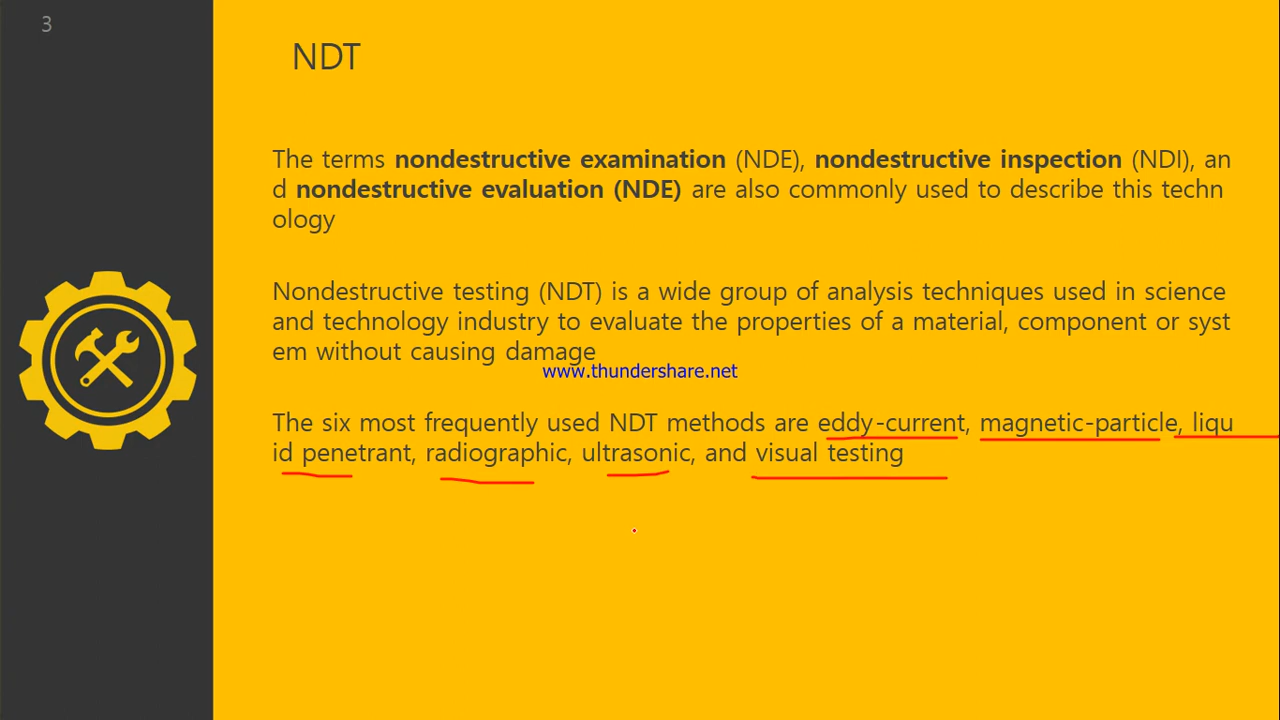 3
NDT
The terms nondestructive examination (NDE), nondestructive inspection (NDI), an
d nondestructive evaluation (NDE) are also commonly used to describe this techn
ology
Nondestructive testing (NDT) is a wide group of analysis techniques used in science
and technology industry to evaluate the properties of a material, component or syst
em without causing damage
www.thundershare.net
The six most frequently used NDT methods are eddy-current, magnetic-particle, liqu
id penetrant, radiographic, ultrasonic, and visual testing